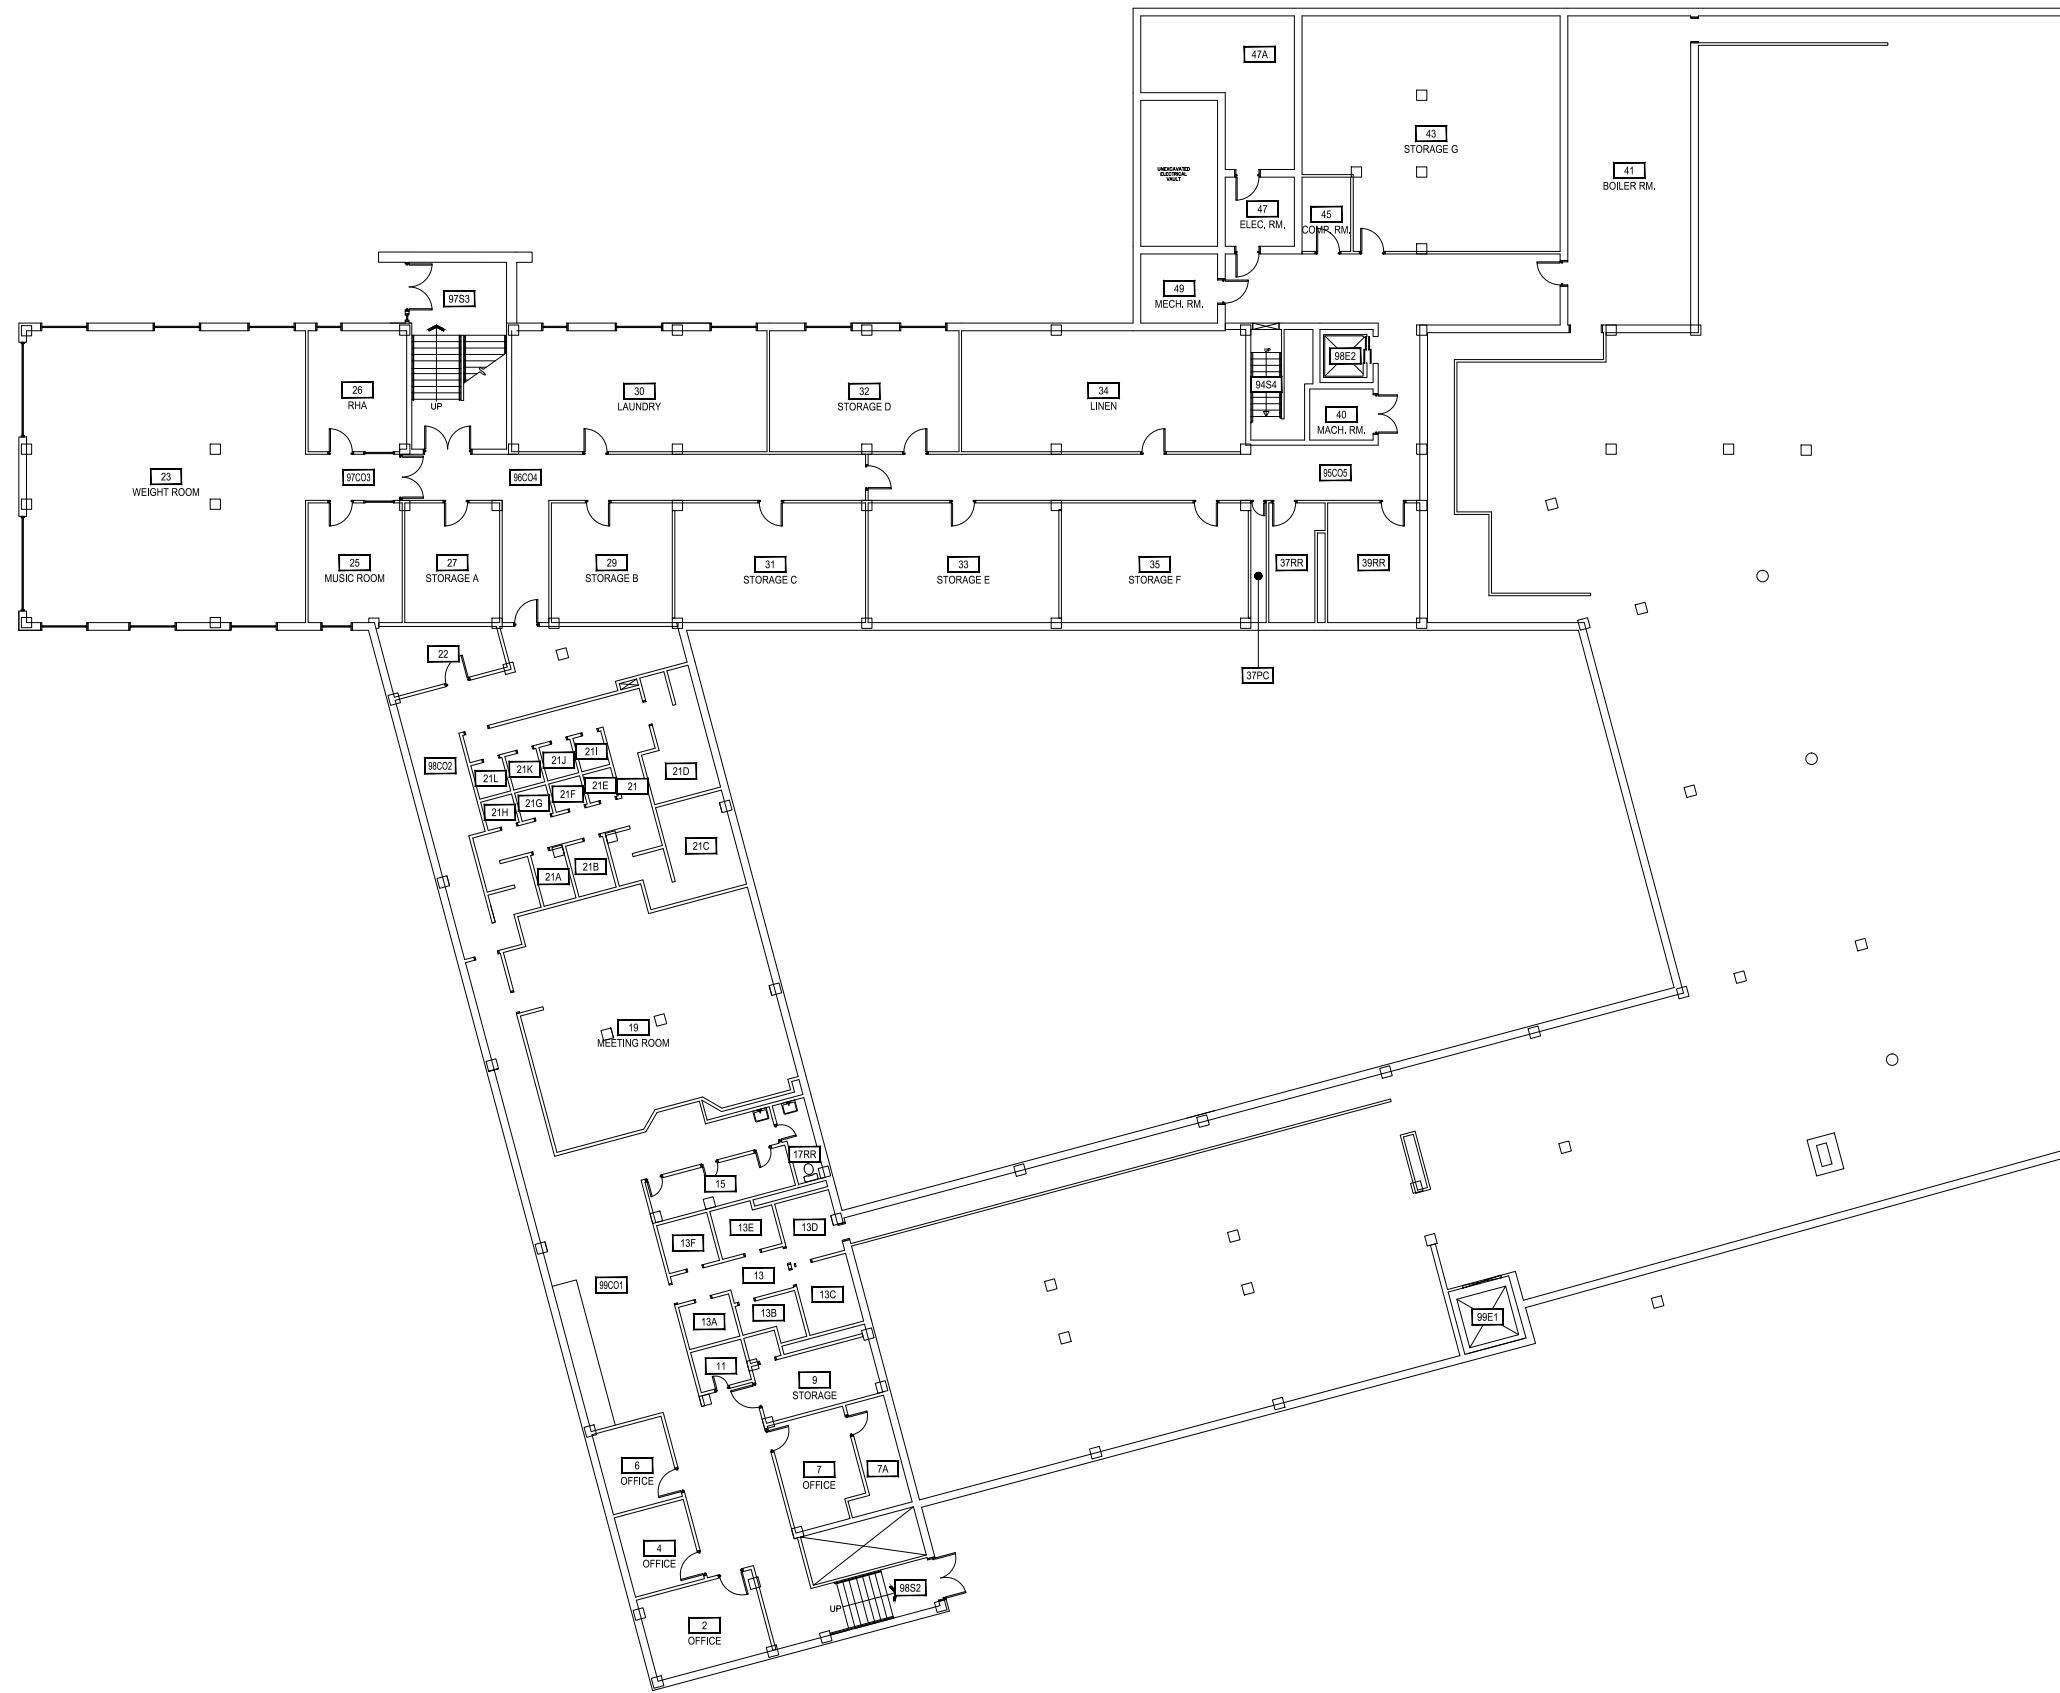 47A
43
STORAGE G
41
BOILER RM.
UNEXCAVATED
ELECTRICAL
VAULT
47
ELEC. RM.
45
COMP. RM.
49
MECH. RM.
97S3
UP
26
RHA
30
LAUNDRY
32
STORAGE D
34
LINEN
UP
94S4
98E2
40
MACH. RM.
23
WEIGHT ROOM
97CO3
96CO4
95CO5
25
MUSIC ROOM
27
STORAGE A
29
STORAGE B
31
STORAGE C
33
STORAGE E
35
STORAGE F
37RR
39RR
37PC
22
98CO2
21L
21K
21J
21I
21H
21G
21F
21E
21
21D
21A
21B
21C
19
MEETING ROOM
17RR
15
13F
13E
13D
13
99CO1
13A
13B
13C
11
9
STORAGE
99E1
6
OFFICE
7
OFFICE
7A
4
OFFICE
98S2
UP
2
OFFICE